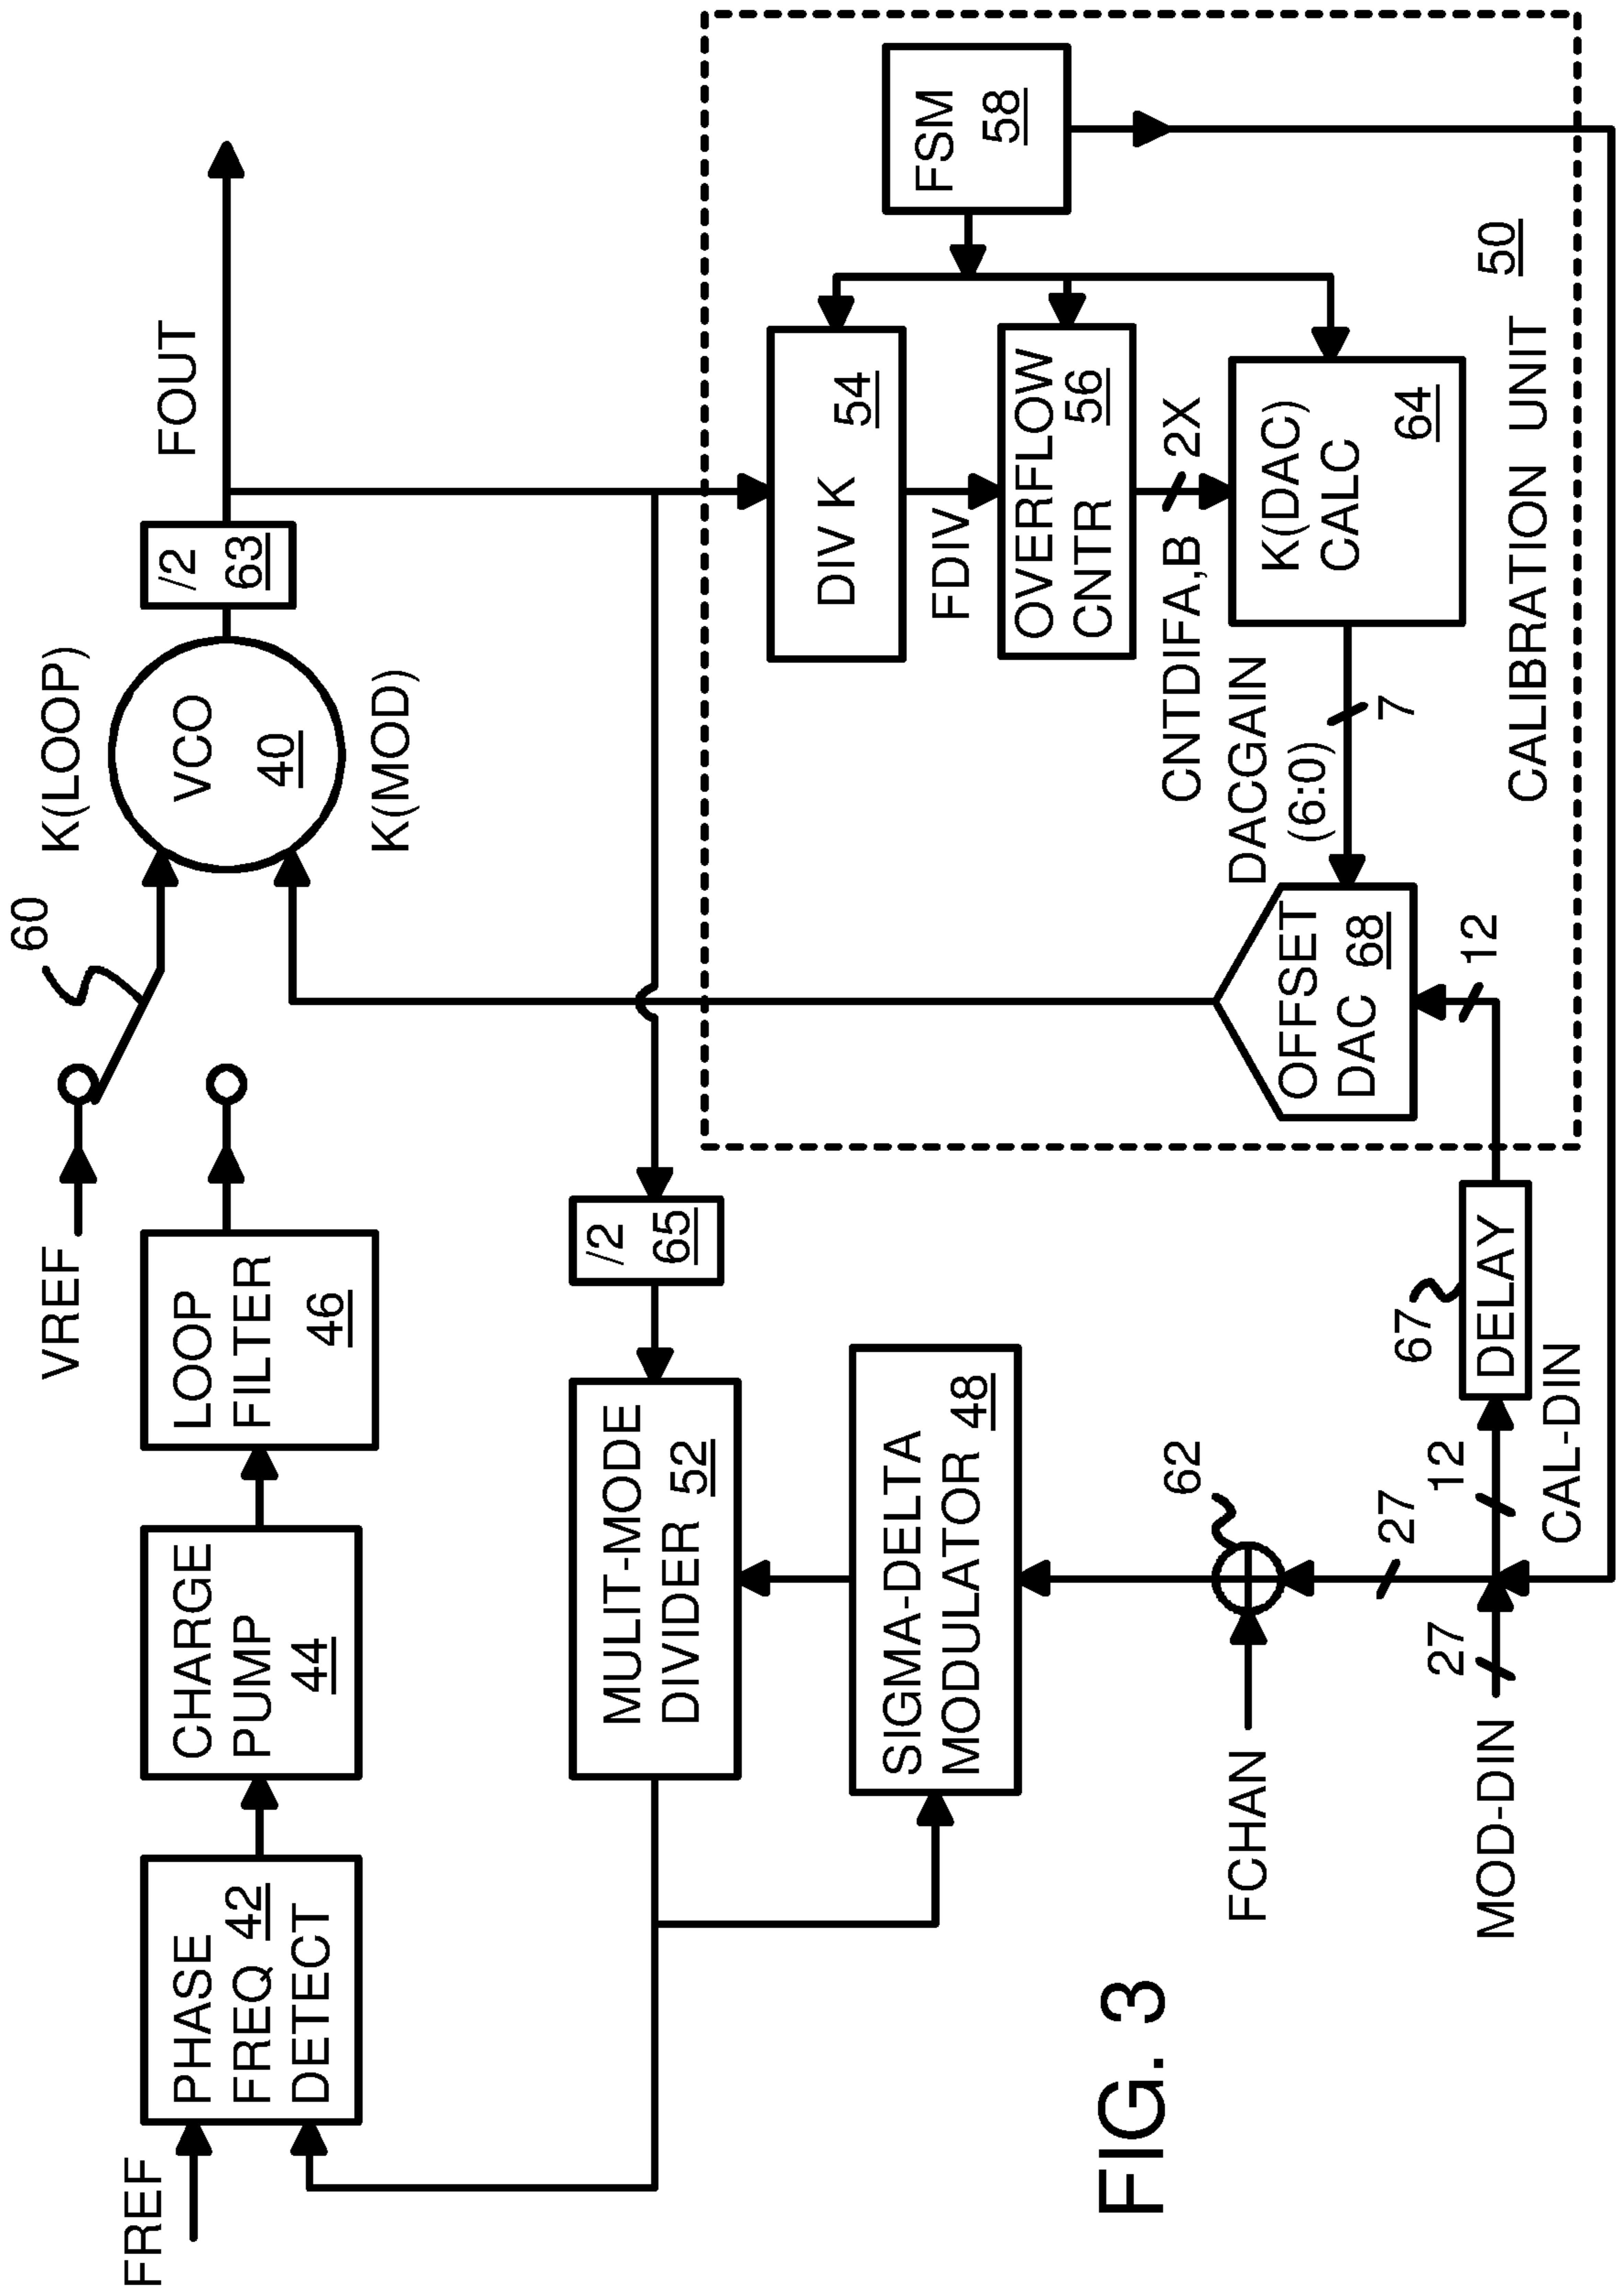 FREF
PHASE
FREQ 42
DETECT
CHARGE
PUMP
44
LOOP
FILTER
46
VREF
60
K(LOOP)
VCO
40
K(MOD)
/2
63
FOUT
MULIT-MODE
DIVIDER 52
/2
65
SIGMA-DELTA
MODULATOR 48
FCHAN
62
27
MOD-DIN
27
12
CAL-DIN
67
DELAY
12
OFFSET
DAC 68
DACGAIN
(6:0)
7
DIV K 54
FDIV
OVERFLOW
CNTR 56
CNTDIFA,B
2X
K(DAC)
CALC
64
FSM
58
CALIBRATION UNIT 50
FIG. 3